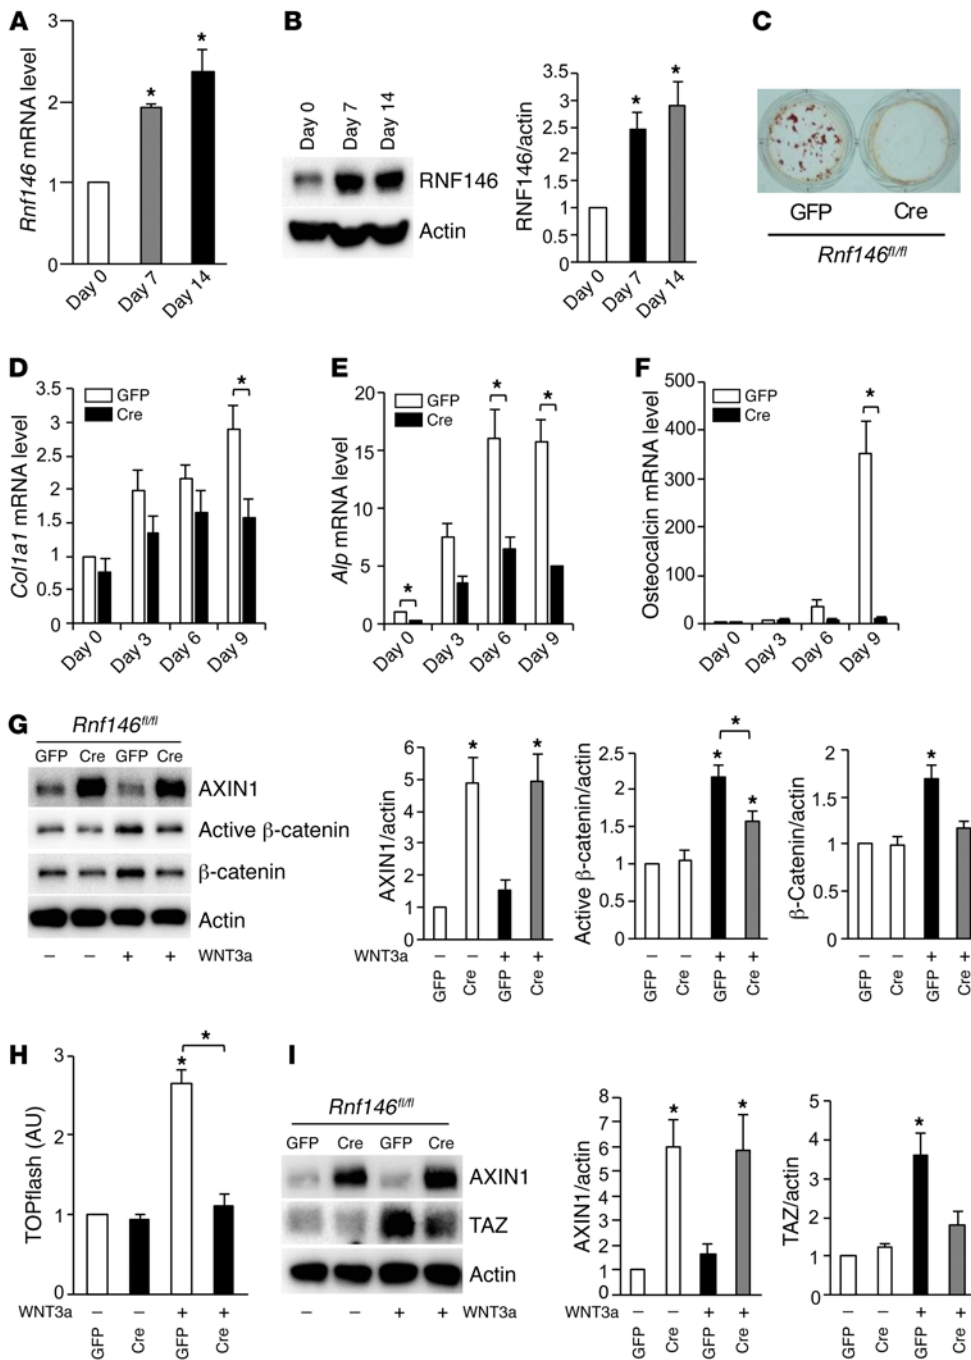 A
Rnf146 mRNA level
3
2
1
0
*
*
Day 0
Day 7
Day 14
B
Day 0
Day 7
Day 14
RNF146
Actin
RNF146/actin
3.5
3
2.5
2
1.5
1
0.5
0
*
*
Day 0
Day 7
Day 14
C
GFP Cre
Rnf146fl/fl
D
Col1a1 mRNA level
3.5
3
2.5
2
1.5
1
0.5
0
GFP
Cre
*
Day 0
Day 3
Day 6
Day 9
E
Alp mRNA level
20
15
10
5
0
GFP
Cre
*
*
*
Day 0
Day 3
Day 6
Day 9
F
Osteocalcin mRNA level
500
400
300
200
100
0
GFP
Cre
*
Day 0
Day 3
Day 6
Day 9
G
Rnf146fl/fl
GFP Cre GFP Cre
AXIN1
Active β-catenin
β-catenin
Actin
– – + + WNT3a
AXIN1/actin
6
5
4
3
2
1
0
*
*
WNT3a – – + +
GFP Cre GFP Cre
Active β-catenin/actin
2.5
2
1.5
1
0.5
0
*
*
*
– – + +
GFP Cre GFP Cre
β-Catenin/actin
2
1.5
1
0.5
0
*
– – + +
GFP Cre GFP Cre
H
TOPflash (AU)
3
2
1
0
*
*
WNT3a – – + +
GFP Cre GFP Cre
I
Rnf146fl/fl
GFP Cre GFP Cre
AXIN1
TAZ
Actin
– – + + WNT3a
AXIN1/actin
8
7
6
5
4
2
1
0
*
*
– – + +
GFP Cre GFP Cre
TAZ/actin
5
4
3
2
1
0
*
– – + +
GFP Cre GFP Cre